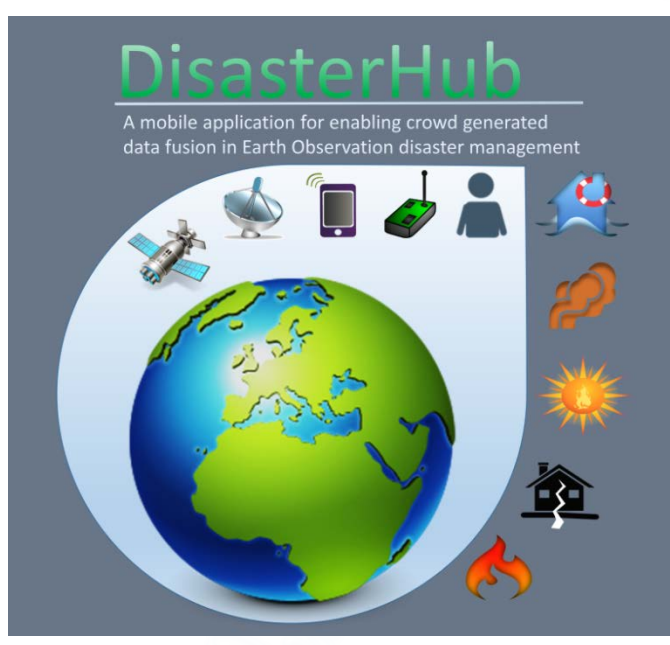 DisasterHub
A mobile application for enabling crowd generated
data fusion in Earth Observation disaster management